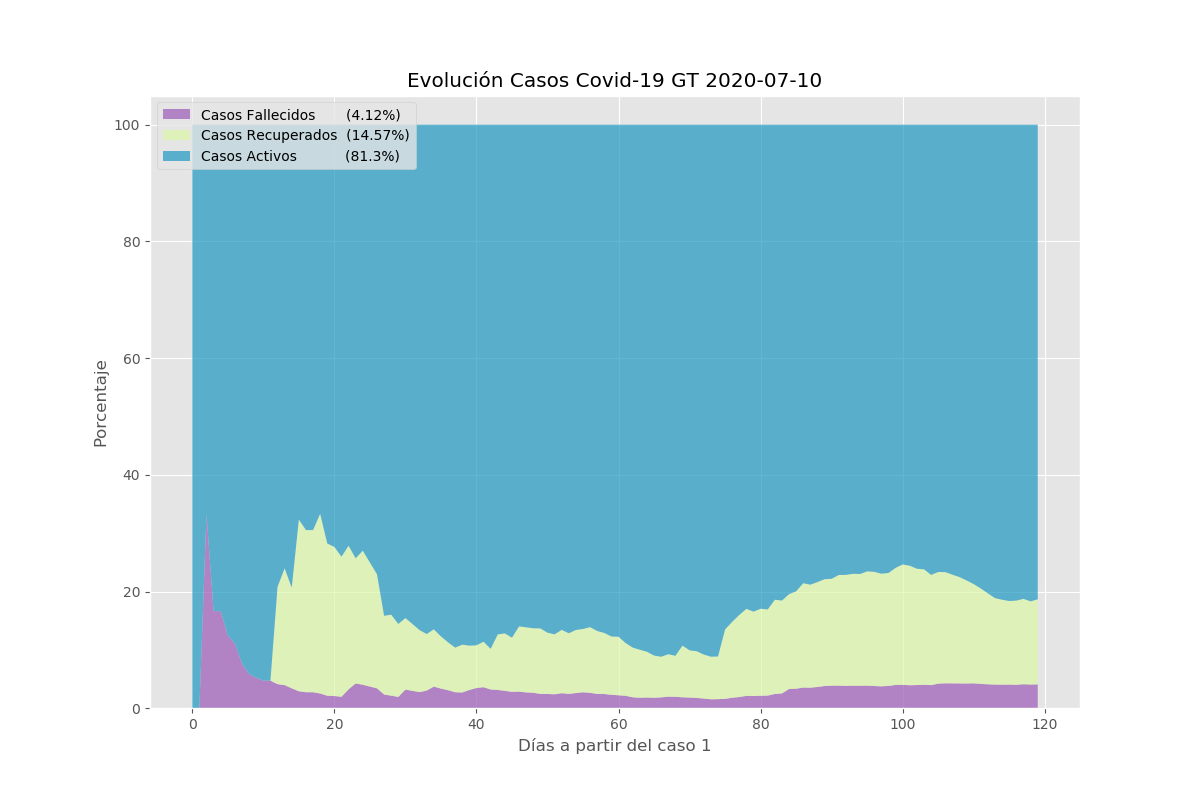 Evolución Casos Covid-19 GT 2020-07-10
Casos Fallecidos (4.12%)
Casos Recuperados (14.57%)
Casos Activos (81.3%)
100
80
60
40
20
0
Porcentaje
0 20 40 60 80 100 120
Días a partir del caso 1